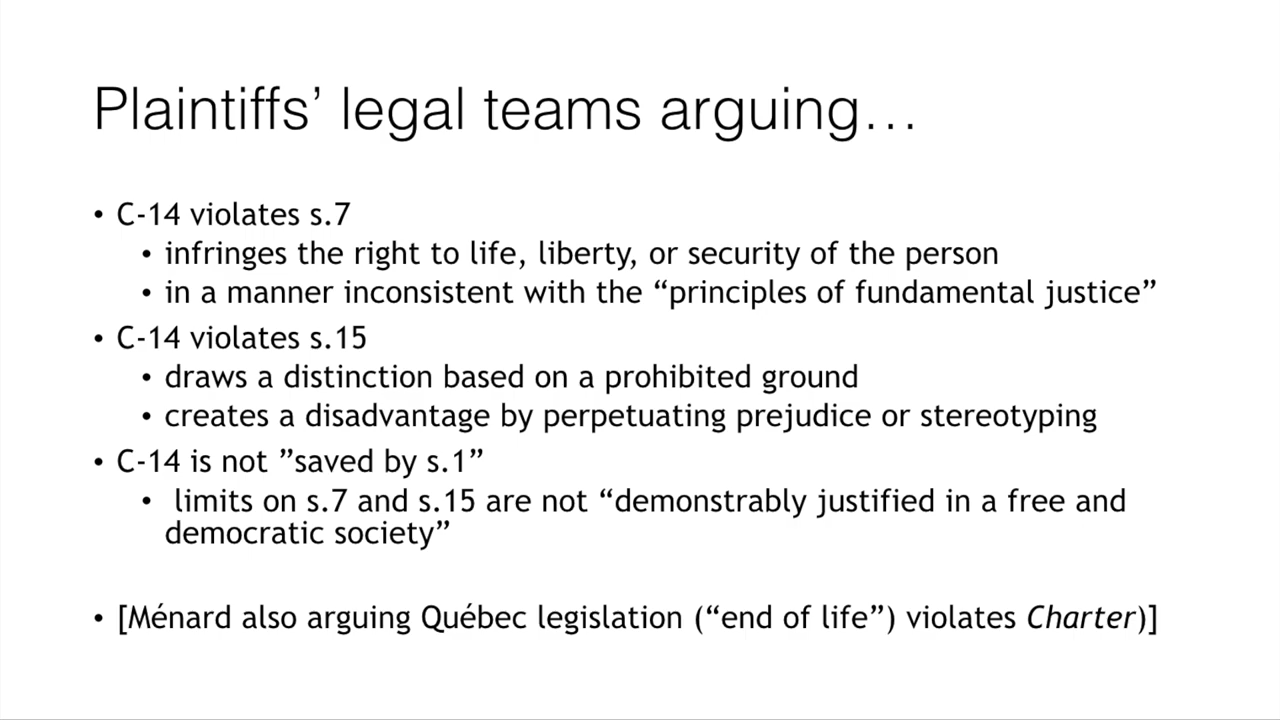 Plaintiffs’ legal teams arguing…
• C-14 violates s.7
• infringes the right to life, liberty, or security of the person
• in a manner inconsistent with the “principles of fundamental justice”
• C-14 violates s.15
• draws a distinction based on a prohibited ground
• creates a disadvantage by perpetuating prejudice or stereotyping
• C-14 is not ”saved by s.1”
• limits on s.7 and s.15 are not “demonstrably justified in a free and
democratic society”
• [Ménard also arguing Québec legislation (“end of life”) violates Charter)]